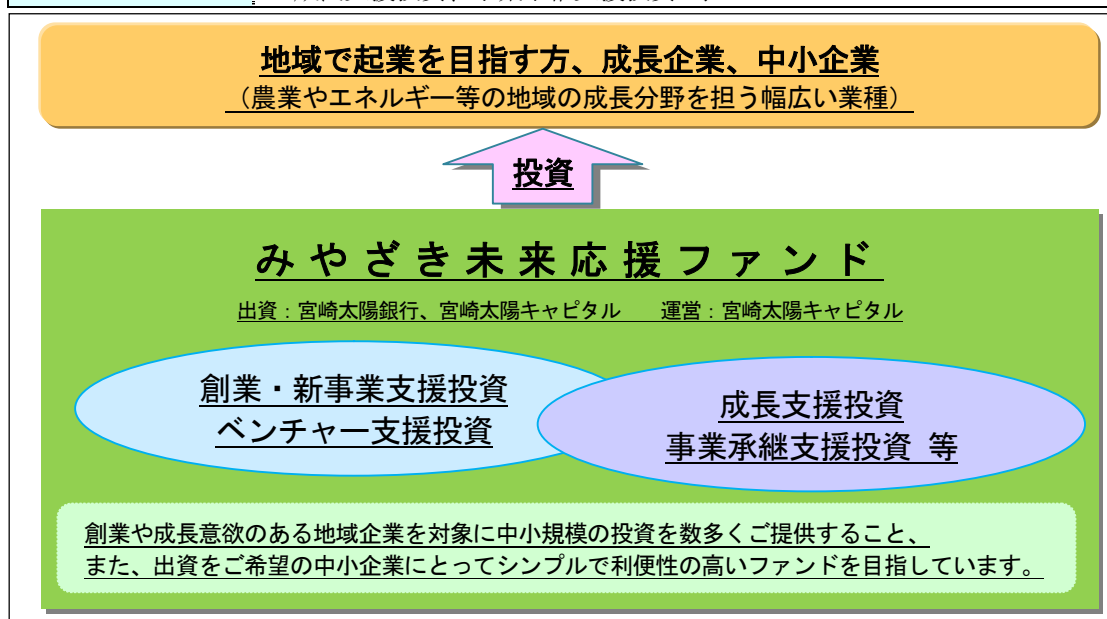 地域で起業を目指す方、成長企業、中小企業
（農業やエネルギー等の地域の成長分野を担う幅広い業種）
投資
みやざき未来応援ファンド
出資：宮崎太陽銀行、宮崎太陽キャピタル　　運営：宮崎太陽キャピタル
創業・新事業支援投資
ベンチャー支援投資
成長支援投資
事業承継支援投資 等
創業や成長意欲のある地域企業を対象に中小規模の投資を数多くご提供すること、
また、出資をご希望の中小企業にとってシンプルで利便性の高いファンドを目指しています。